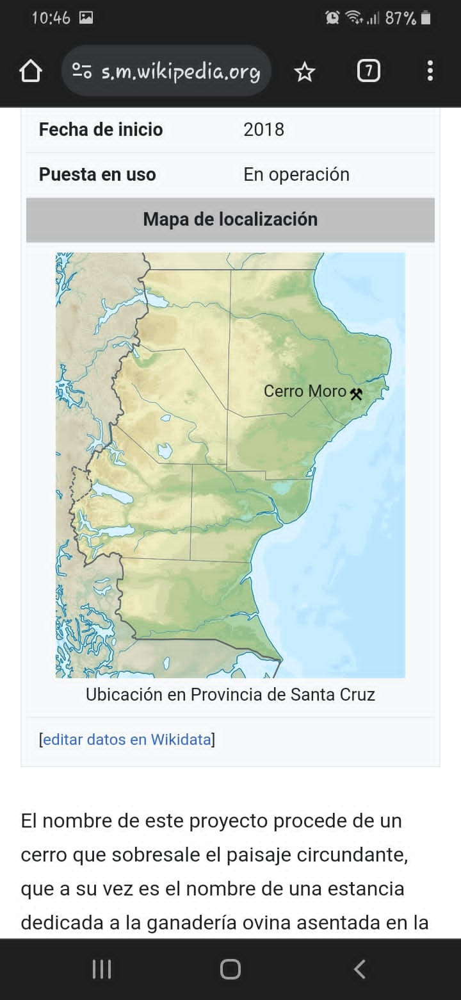 10:46
87%
s.m.wikipedia.org
7
Fecha de inicio 2018
Puesta en uso En operación
Mapa de localización
Cerro Moro
Ubicación en Provincia de Santa Cruz
[editar datos en Wikidata]
El nombre de este proyecto procede de un
cerro que sobresale el paisaje circundante,
que a su vez es el nombre de una estancia
dedicada a la ganadería ovina asentada en la